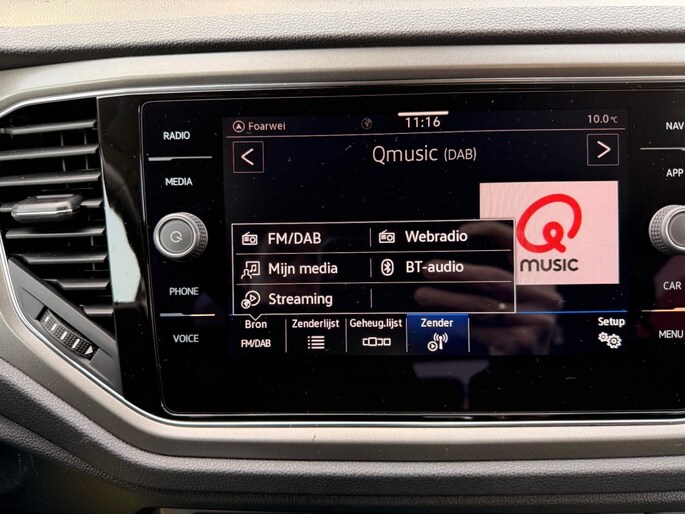 RADIO
MEDIA
PHONE
VOICE
Foarwei
11:16
10.0°C
Qmusic (DAB)
<
>
FM/DAB
Webradio
Mijn media
BT-audio
Streaming
MUSIC
Bron
FM/DAB
Zenderlijst
Geheug.lijst
Zender
Setup
NAV
APP
CAR
MENU